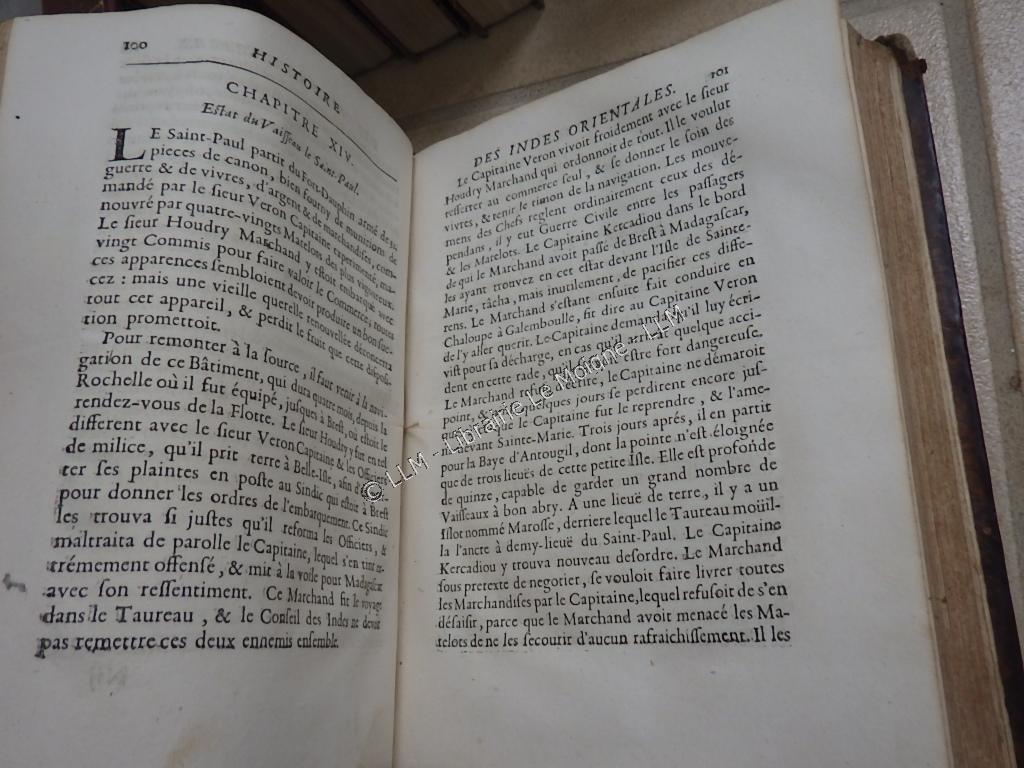 100
HISTOIRE
CHAPITRE XIV.
Estat du Vaisseau le Saint-Paul.
LE Saint-Paul partit du Fort-Dauphin armé de
pieces de canon, bien fourny de munitions de
guerre & de vivres, d'argent & de marchandises, com-
mandé par le sieur Veron Capitaine experimenté, ma-
nouvré par quatre-vingts Matelots des plus vigoureux.
Le sieur Houdry Marchand y estoit embarqué avec
vingt Commis pour faire valoir le Commerce, toutes
ces apparences sembloient devoir produire un bon suc-
cez : mais une vieille querelle renouvellée déconcerta
tout cet appareil, & perdit le fruit que cette disposi-
tion promettoit.
Pour remonter à la source, il faut venir à la navi-
gation de ce Bâtiment, qui dura quatre mois, depuis la
Rochelle où il fut équipé, jusques à Brest, où estoit le
rendez-vous de la Flotte. Le sieur Houdry y fut en tel
different avec le sieur Veron Capitaine & les Officiers
de milice, qu'il prit terre à Belle-Isle, afin d'
ter ses plaintes en poste au Sindic qui estoit à Brest
pour donner les ordres de l'embarquement. Ce Sindic
les trouva si justes qu'il reforma les Officiers, &
maltraita de parolle le Capitaine, lequel s'en tint ex-
trémement offensé, & mit à la voile pour Madagascar
avec son ressentiment. Ce Marchand fit le voyage
dans le Taureau, & le Conseil des Indes ne devoit
pas remettre ces deux ennemis ensemble.
DES INDES ORIENTALES.
101
Le Capitaine Veron vivoit froidement avec le sieur
Houdry Marchand qui ordonnoit de tout. Il le voulut
resserrer au commerce seul, & se donner le soin des
vivres, & tenir le timon de la navigation. Les mouve-
mens des Chefs reglent ordinairement ceux des dé-
pendans, il y eut Guerre Civile entre les passagers
& les Matelots. Le Capitaine Kercadiou dans le bord
de qui le Marchand avoit passé de Brest à Madagascar,
les ayant trouvez en cet estat devant l'Isle de Sainte-
Marie, tâcha, mais inutilement, de pacifier ces diffe-
rens. Le Marchand s'estant ensuite fait conduire en
Chaloupe à Galemboulle, fit dire au Capitaine Veron
de l'y aller querir. Le Capitaine demanda qu'il luy écri-
vist pour sa décharge, en cas qu'il arrivât quelque acci-
dent en cette rade, qu'il sçavoit estre fort dangereuse.
Le Marchand refusa d'écrire, le Capitaine ne démaroit
point, & quelques jours se perdirent encore jus-
que le Capitaine fut le reprendre, & l'ame-
na devant Sainte-Marie. Trois jours aprés, il en partit
pour la Baye d'Antougil, dont la pointe n'est éloignée
que de trois lieuës de cette petite Isle. Elle est profonde
de quinze, capable de garder un grand nombre de
Vaisseaux à bon abry. A une lieuë de terre, il y a un
Islot nommé Marosse, derriere lequel le Taureau moüil-
la l'ancre à demy-lieuë du Saint-Paul. Le Capitaine
Kercadiou y trouva nouveau desordre. Le Marchand
sous pretexte de negotier, se vouloit faire livrer toutes
les Marchandises par le Capitaine, lequel refusoit de s'en
désaisir, parce que le Marchand avoit menacé les Ma-
telots de ne les secourir d'aucun rafraichissement. Il les
© LLM - Librairie Le Moigne - LLM